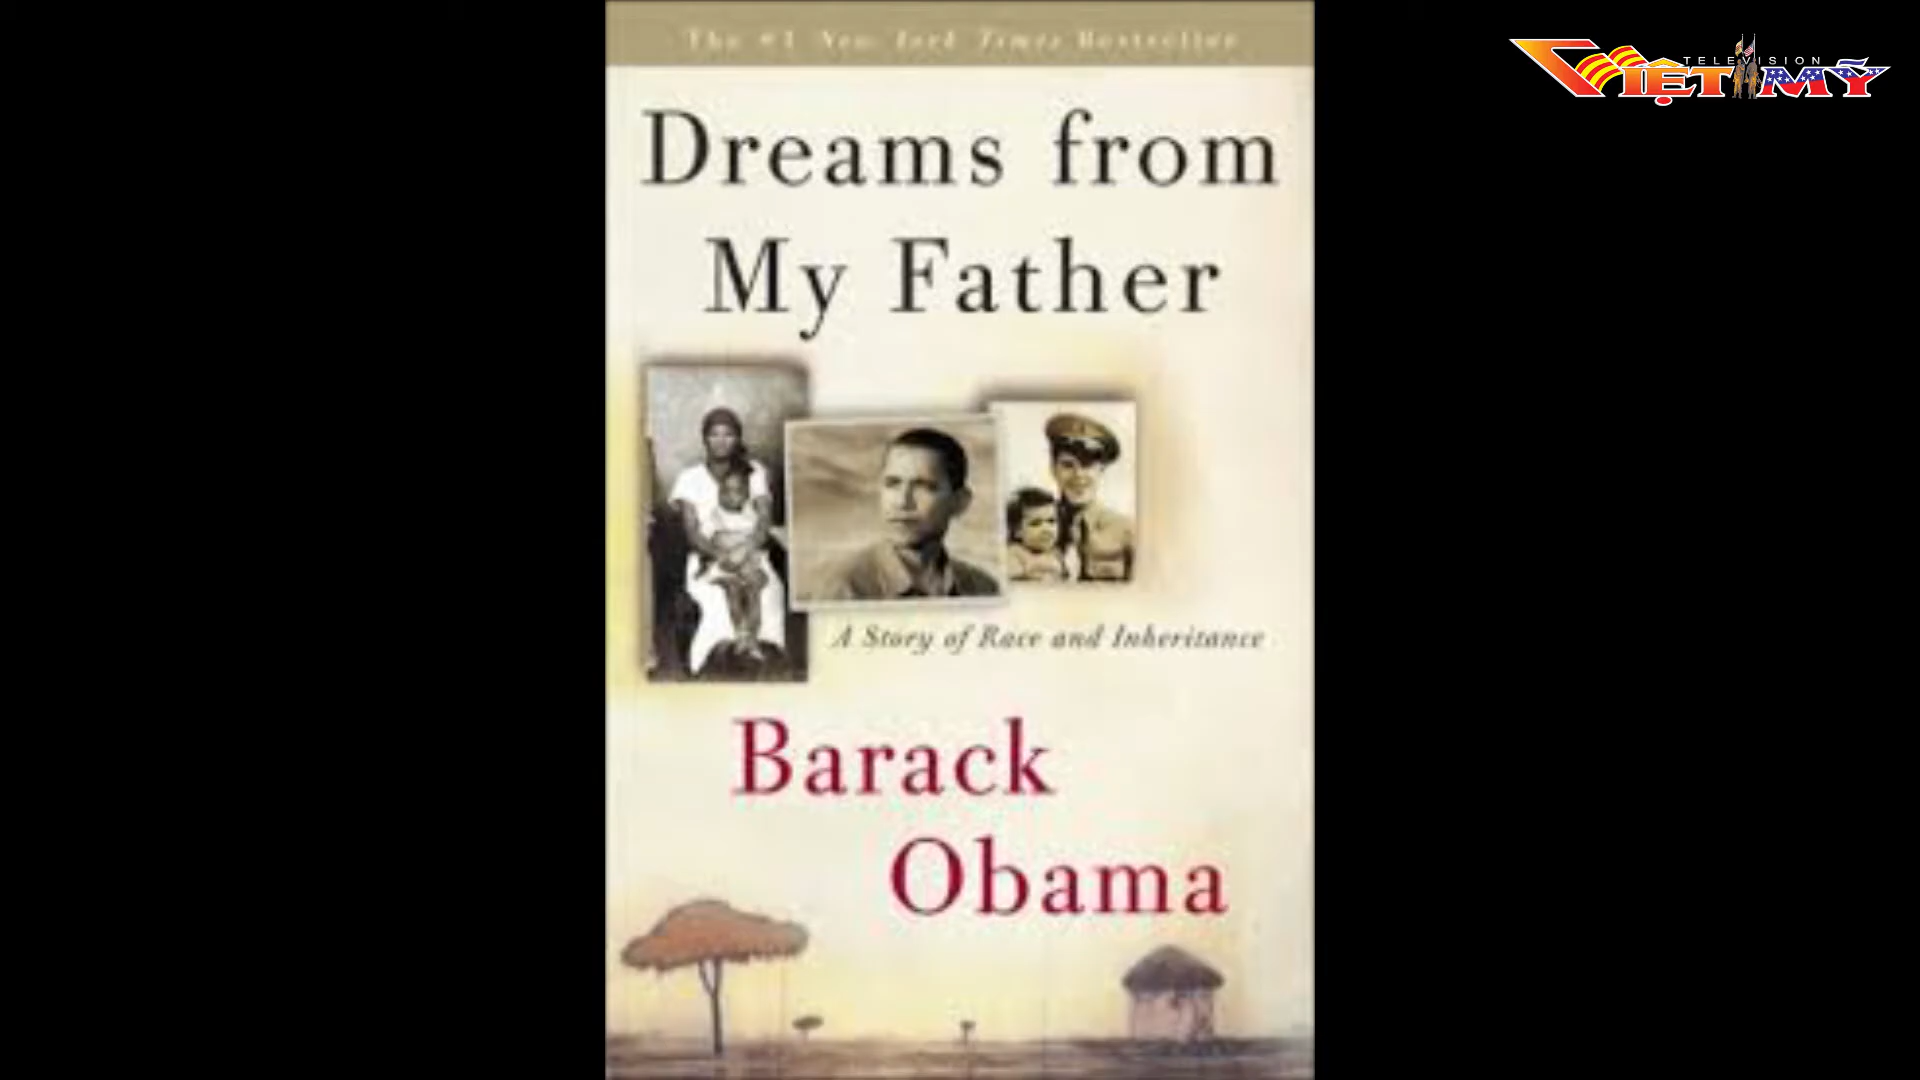 The #1 New York Times Bestseller
Dreams from
My Father
A Story of Race and Inheritance
Barack
Obama
TELEVISION
VIỆT MỸ